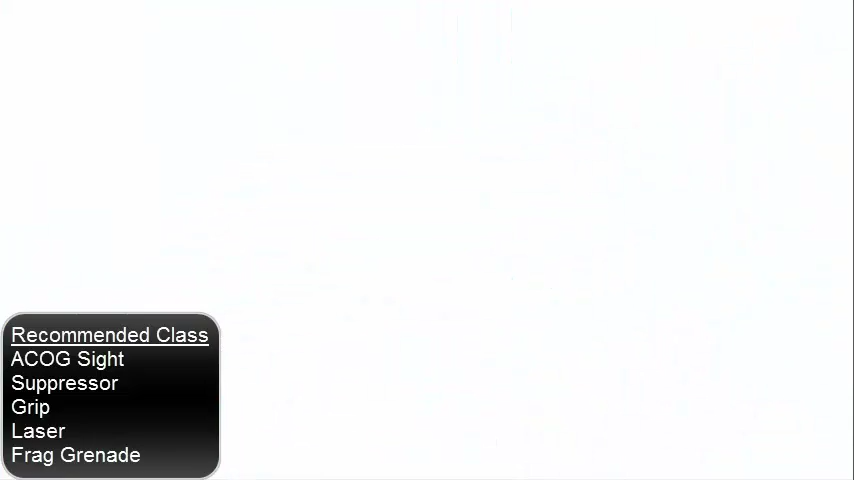 Recommended Class
ACOG Sight
Suppressor
Grip
Laser
Frag Grenade